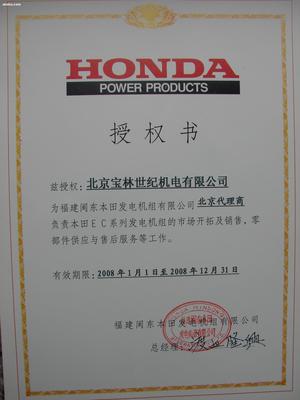 HONDA
POWER PRODUCTS
授权书
兹授权：北京宝林世纪机电有限公司
为福建闽东本田发电机组有限公司北京代理商
负责本田EC系列发电机组的市场开拓及销售，零
部件供应与售后服务等工作。
有效期限：2008年1月1日至2008年12月31日
福建闽东本田发电机组有限公司
总经理：